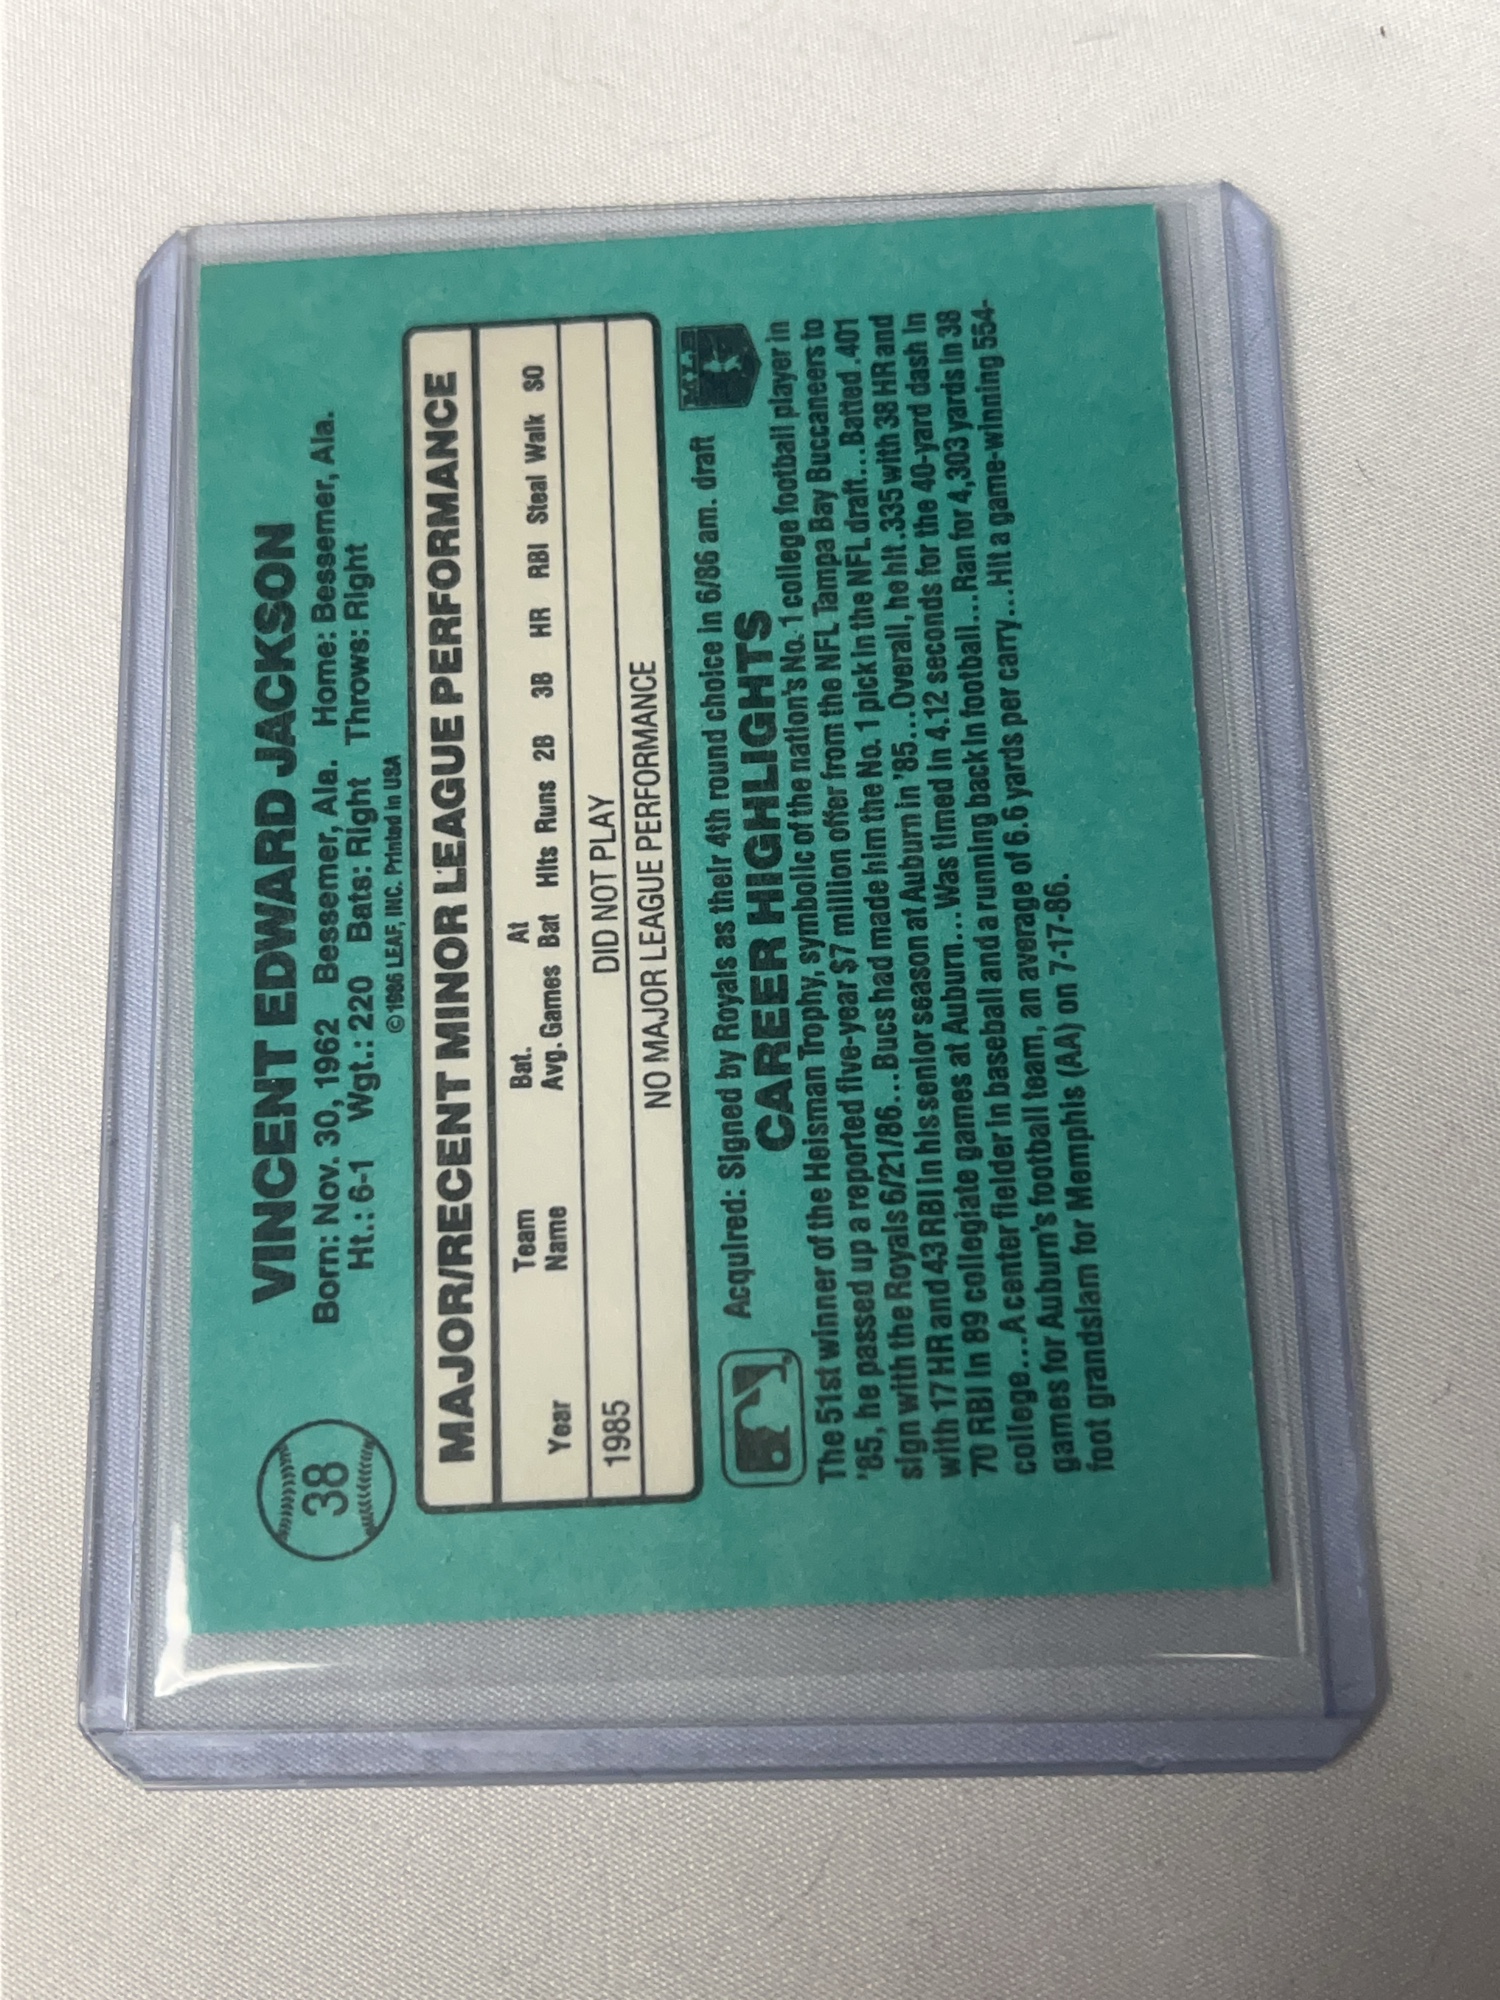 38
VINCENT EDWARD JACKSON
Born: Nov. 30, 1962 Bessemer, Ala. Home: Bessemer, Ala.
Ht.: 6-1 Wgt.: 220 Bats: Right Throws: Right
©1986 LEAF, INC. Printed in USA
MAJOR/RECENT MINOR LEAGUE PERFORMANCE
Team Bat. At
Year Name Avg. Games Bat Hits Runs 2B 3B HR RBI Steal Walk SO
1985 DID NOT PLAY
NO MAJOR LEAGUE PERFORMANCE
Acquired: Signed by Royals as their 4th round choice in 6/86 am. draft
CAREER HIGHLIGHTS
The 51st winner of the Heisman Trophy, symbolic of the nation's No. 1 college football player in
'85, he passed up a reported five-year $7 million offer from the NFL Tampa Bay Buccaneers to
sign with the Royals 6/21/86...Bucs had made him the No. 1 pick in the NFL draft...Batted .401
with 17 HR and 43 RBI in his senior season at Auburn in '85...Overall, he hit .335 with 38 HR and
70 RBI in 89 collegiate games at Auburn...Was timed in 4.12 seconds for the 40-yard dash in
college...A center fielder in baseball and a running back in football...Ran for 4,303 yards in 38
games for Auburn's football team, an average of 6.6 yards per carry...Hit a game-winning 554-
foot grandslam for Memphis (AA) on 7-17-86.